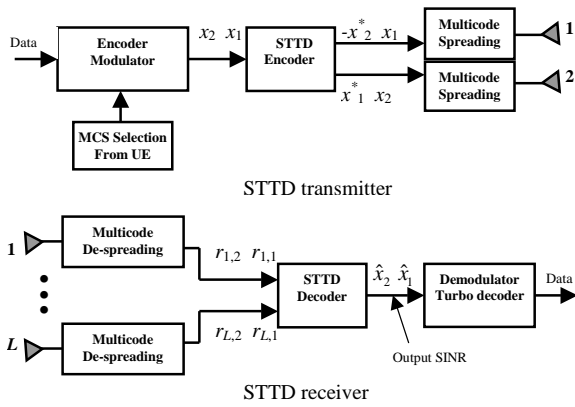 Data
Encoder
Modulator
x2 x1
STTD
Encoder
-x*2 x1
Multicode
Spreading
1
x*1 x2
Multicode
Spreading
2
MCS Selection
From UE
STTD transmitter
1
Multicode
De-spreading
r1,2 r1,1
STTD
Decoder
x̂2 x̂1
Demodulator
Turbo decoder
Data
L
Multicode
De-spreading
rL,2 rL,1
Output SINR
STTD receiver